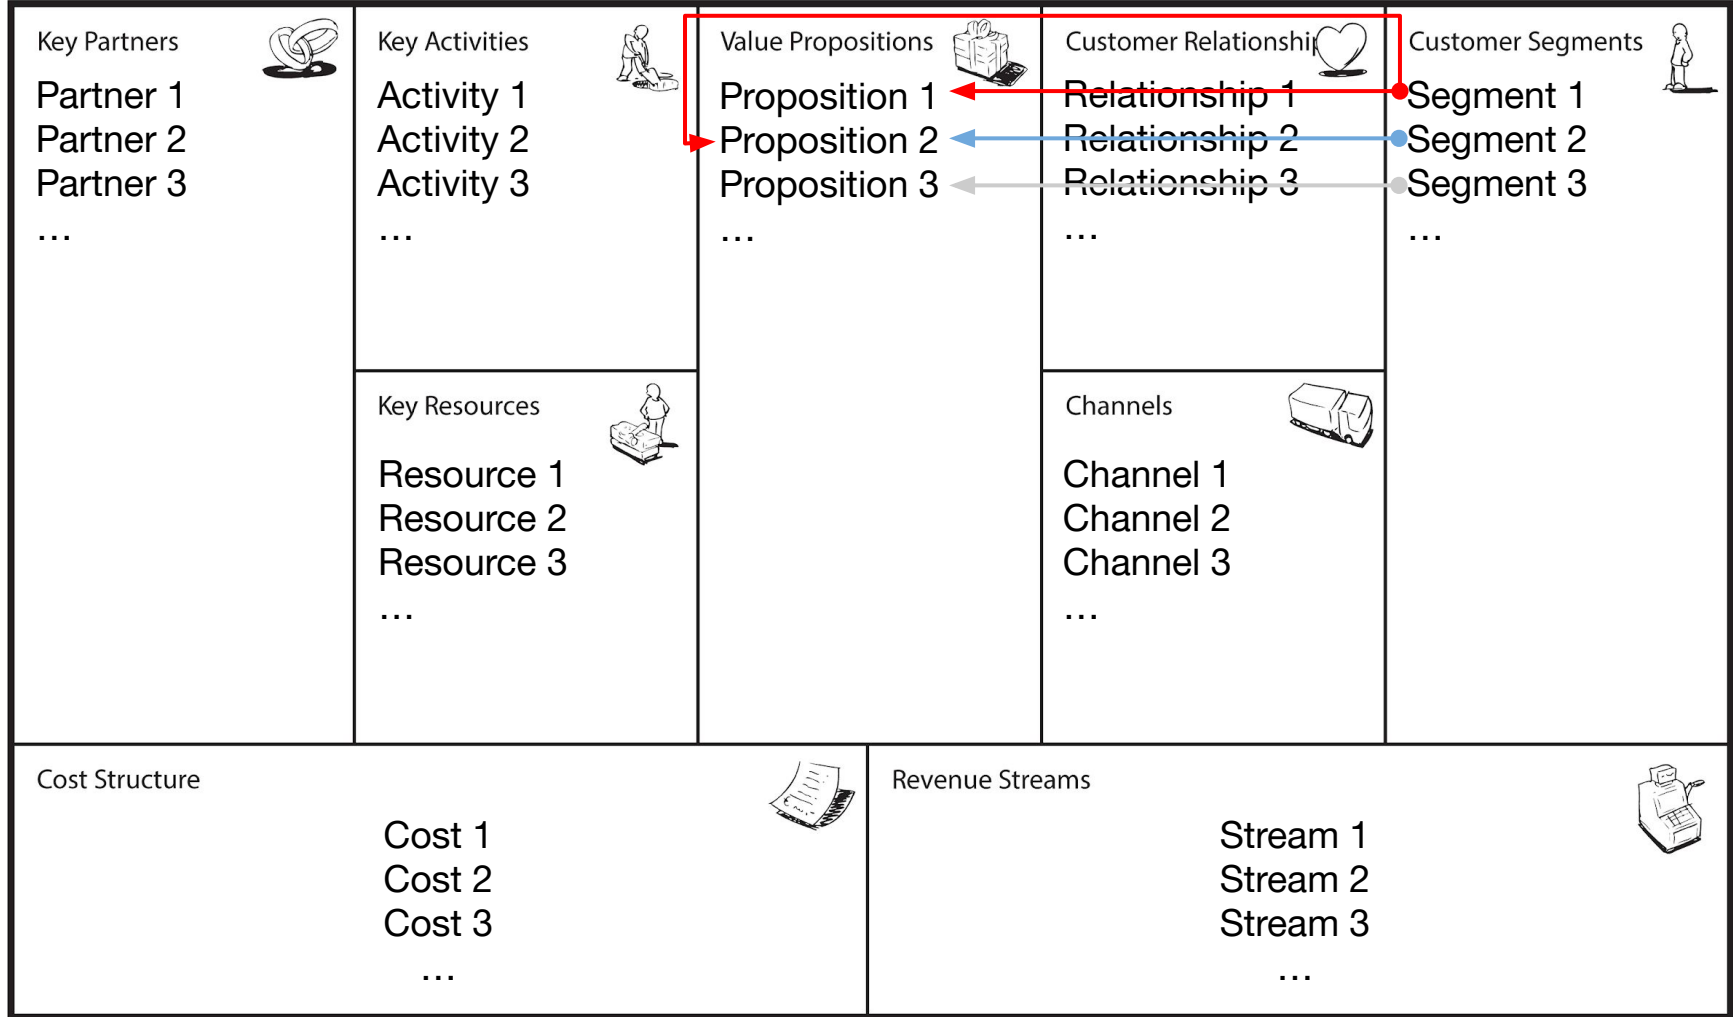 Key Partners
Partner 1
Partner 2
Partner 3
...
Key Activities
Activity 1
Activity 2
Activity 3
...
Key Resources
Resource 1
Resource 2
Resource 3
...
Value Propositions
Proposition 1
Proposition 2
Proposition 3
...
Customer Relationship
Relationship 1
Relationship 2
Relationship 3
...
Channels
Channel 1
Channel 2
Channel 3
...
Customer Segments
Segment 1
Segment 2
Segment 3
...
Cost Structure
Cost 1
Cost 2
Cost 3
...
Revenue Streams
Stream 1
Stream 2
Stream 3
...